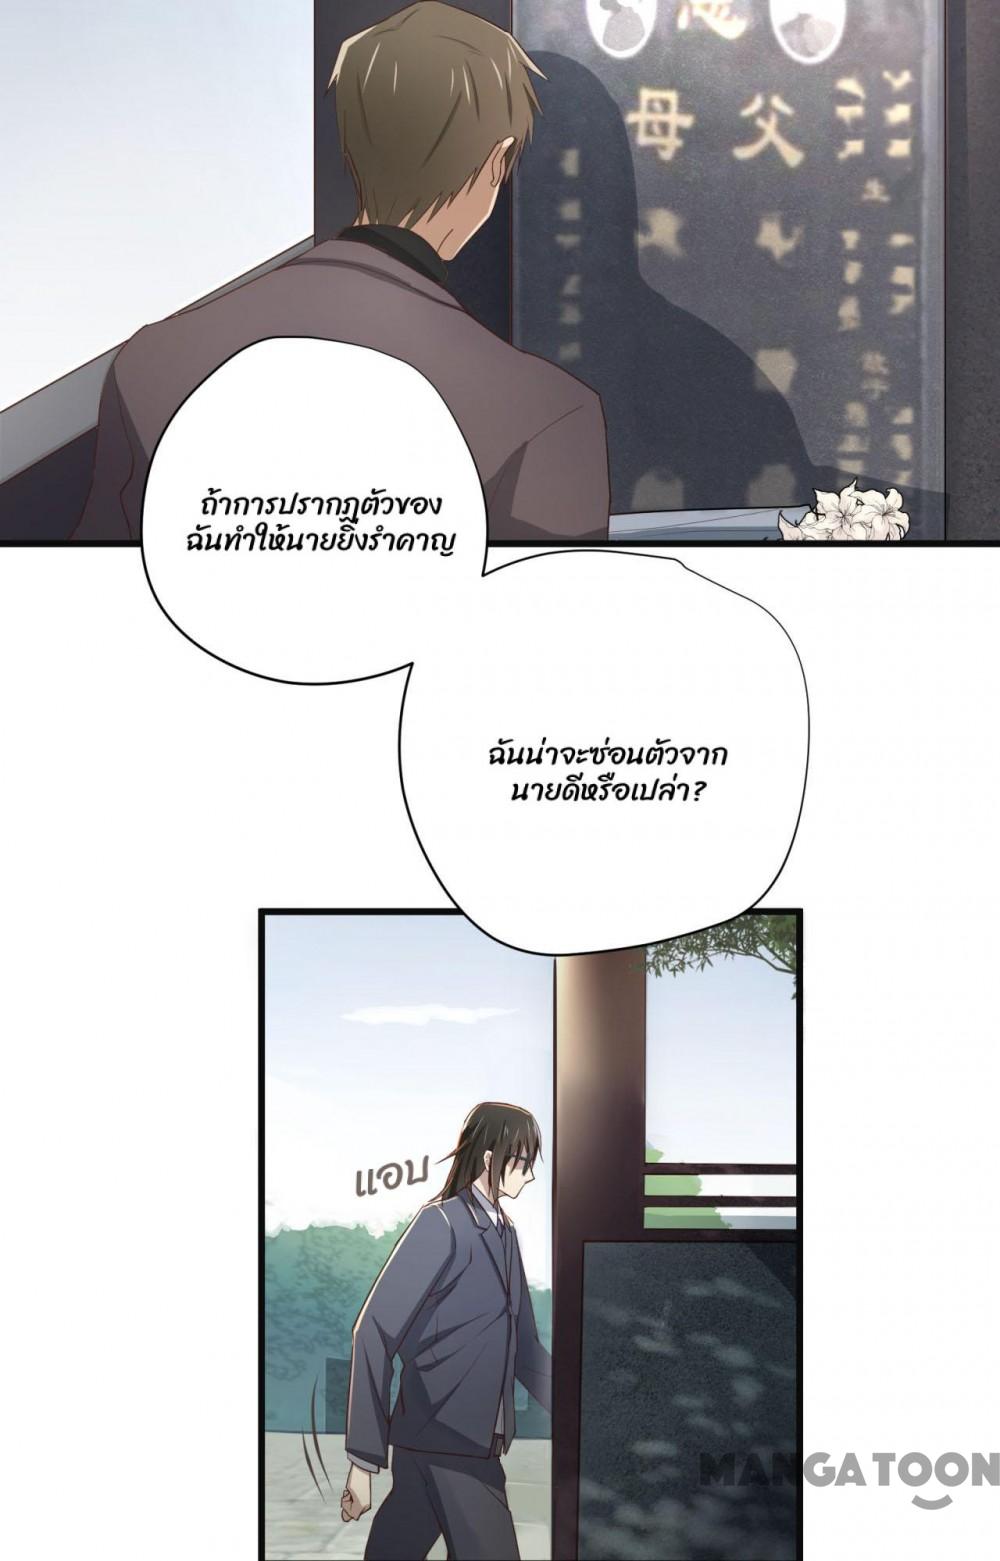 母 父
生
ถ้าการปรากฏตัวของ
ฉันทำให้นายยิ่งรำคาญ
ฉันน่าจะซ่อนตัวจาก
นายดีหรือเปล่า?
แอบ
MANGATOON